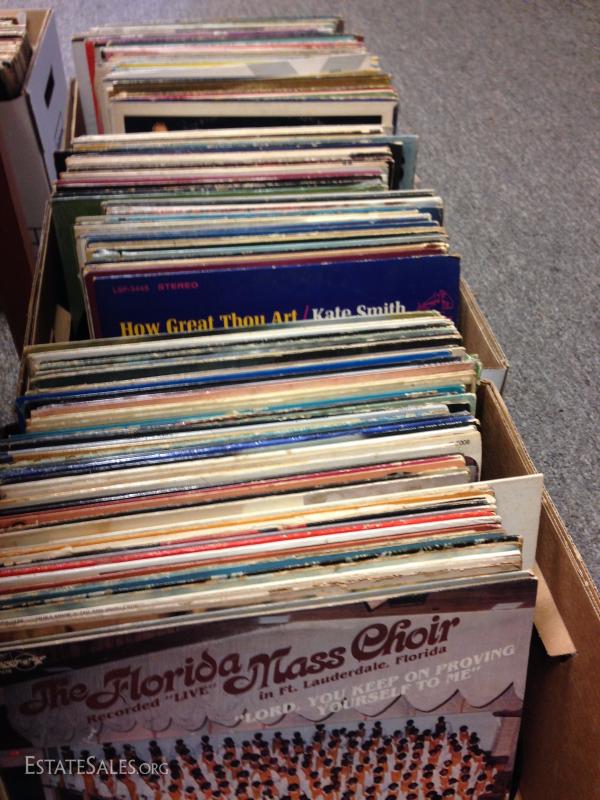 LSP-3445 STEREO
How Great Thou Art / Kate Smith
The Florida Mass Choir
Recorded "LIVE" in Ft. Lauderdale, Florida
"LORD, YOU KEEP ON PROVING
YOURSELF TO ME"
ESTATESALES.ORG